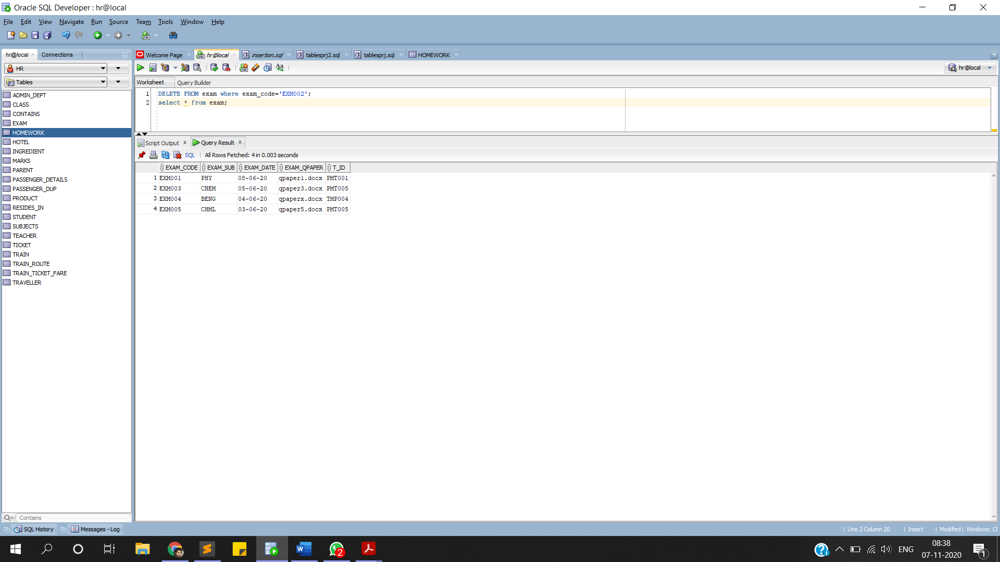 Oracle SQL Developer : hr@local
File Edit View Navigate Run Source Team Tools Window Help
hr@local Connections
Welcome Page hr@local insertion.sql tablesprj2.sql tablesprj.sql HOMEWORK
HR
hr@local
Tables
Worksheet Query Builder
1 DELETE FROM exam where exam_code='EXM002';
2 select * from exam;
ADMIN_DEPT
CLASS
CONTAINS
EXAM
HOMEWORK
HOTEL
INGREDIENT
MARKS
PARENT
PASSENGER_DETAILS
PASSENGER_DUP
PRODUCT
RESIDES_IN
STUDENT
SUBJECTS
TEACHER
TICKET
TRAIN
TRAIN_ROUTE
TRAIN_TICKET_FARE
TRAVELLER
Contains
Script Output Query Result
SQL All Rows Fetched: 4 in 0.003 seconds
EXAM_CODE EXAM_SUB EXAM_DATE EXAM_QPAPER T_ID
1 EXM001 PHY 08-06-20 qpaper1.docx PMT001
2 EXM003 CHEM 05-06-20 qpaper3.docx PMT005
3 EXM004 BENG 04-06-20 qpaperx.docx TMP004
4 EXM005 CHML 03-06-20 qpaper5.docx PMT005
SQL History Messages - Log
Line 2 Column 20 Insert Modified Windows:
ENG
08:38
07-11-2020
2
1